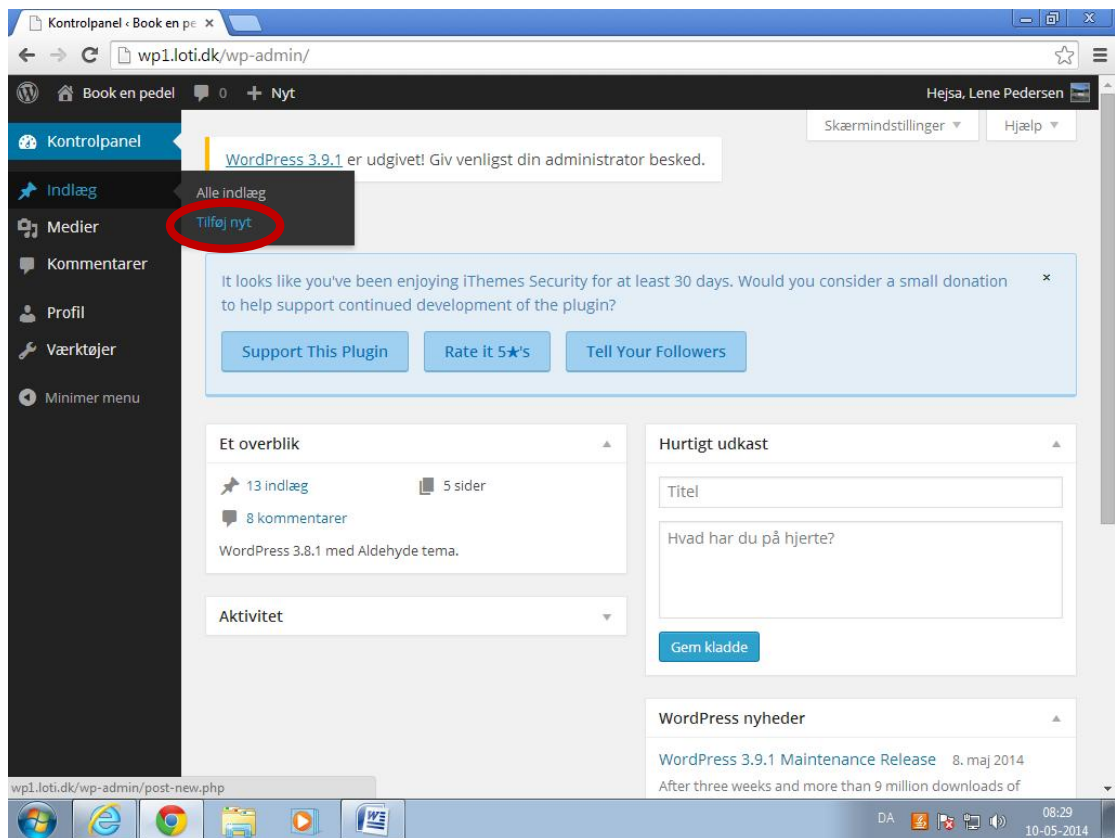 Kontrolpanel ‹ Book en pe
wp1.loti.dk/wp-admin/
Book en pedel 0 + Nyt Hejsa, Lene Pedersen
Skærmindstillinger Hjælp
Kontrolpanel
WordPress 3.9.1 er udgivet! Giv venligst din administrator besked.
Indlæg
Alle indlæg
Tilføj nyt
Medier
Kommentarer
Profil
Værktøjer
Minimer menu
It looks like you've been enjoying iThemes Security for at least 30 days. Would you consider a small donation
to help support continued development of the plugin?
Support This Plugin Rate it 5★'s Tell Your Followers
Et overblik
13 indlæg 5 sider
8 kommentarer
WordPress 3.8.1 med Aldehyde tema.
Aktivitet
Hurtigt udkast
Titel
Hvad har du på hjerte?
Gem kladde
WordPress nyheder
WordPress 3.9.1 Maintenance Release 8. maj 2014
After three weeks and more than 9 million downloads of
wp1.loti.dk/wp-admin/post-new.php
DA 08:29
10-05-2014